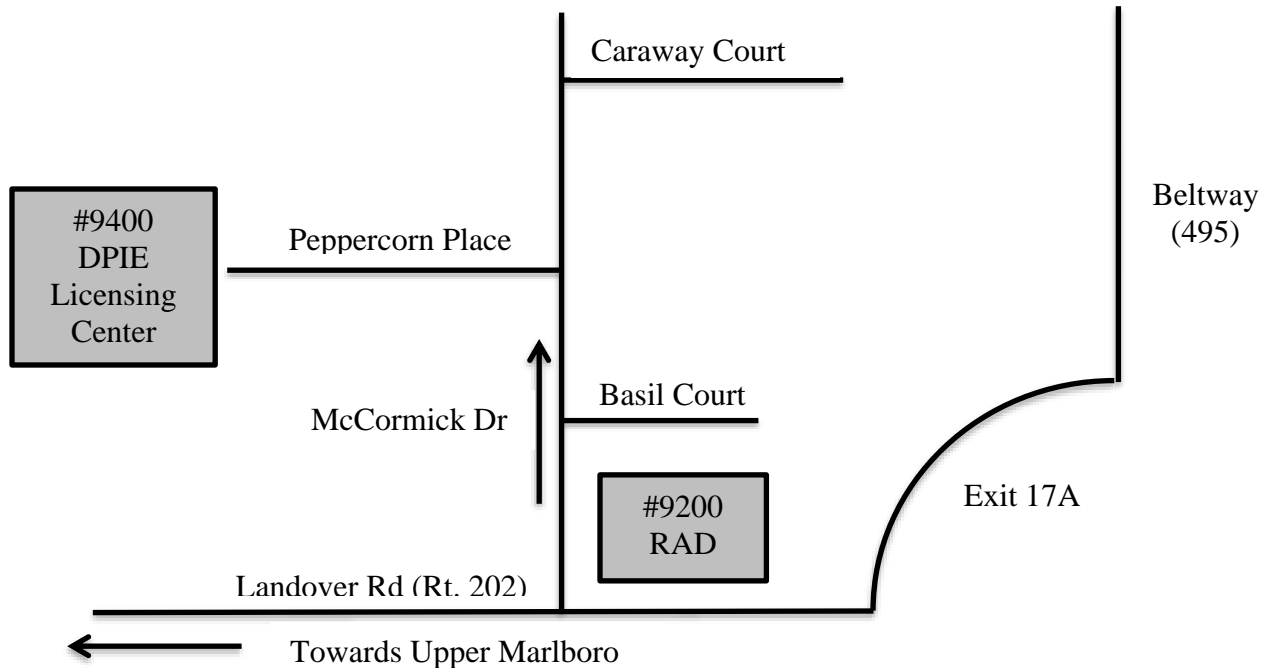 Caraway Court
Beltway
(495)
#9400
DPIE
Licensing
Center
Peppercorn Place
Basil Court
McCormick Dr
Exit 17A
#9200
RAD
Landover Rd (Rt. 202)
Towards Upper Marlboro